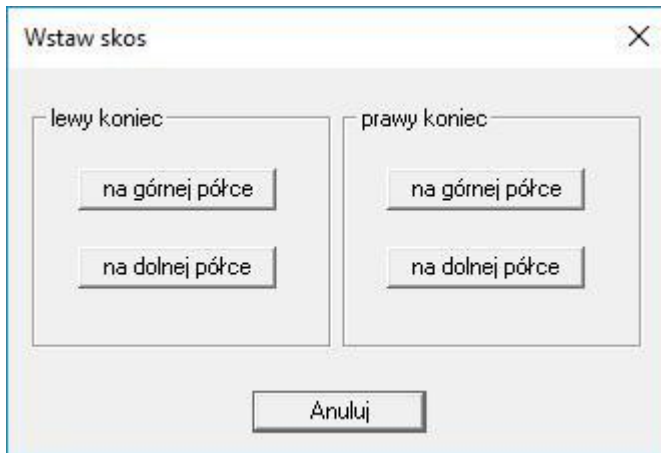 Wstaw skos
lewy koniec
na górnej półce
na dolnej półce
prawy koniec
na górnej półce
na dolnej półce
Anuluj